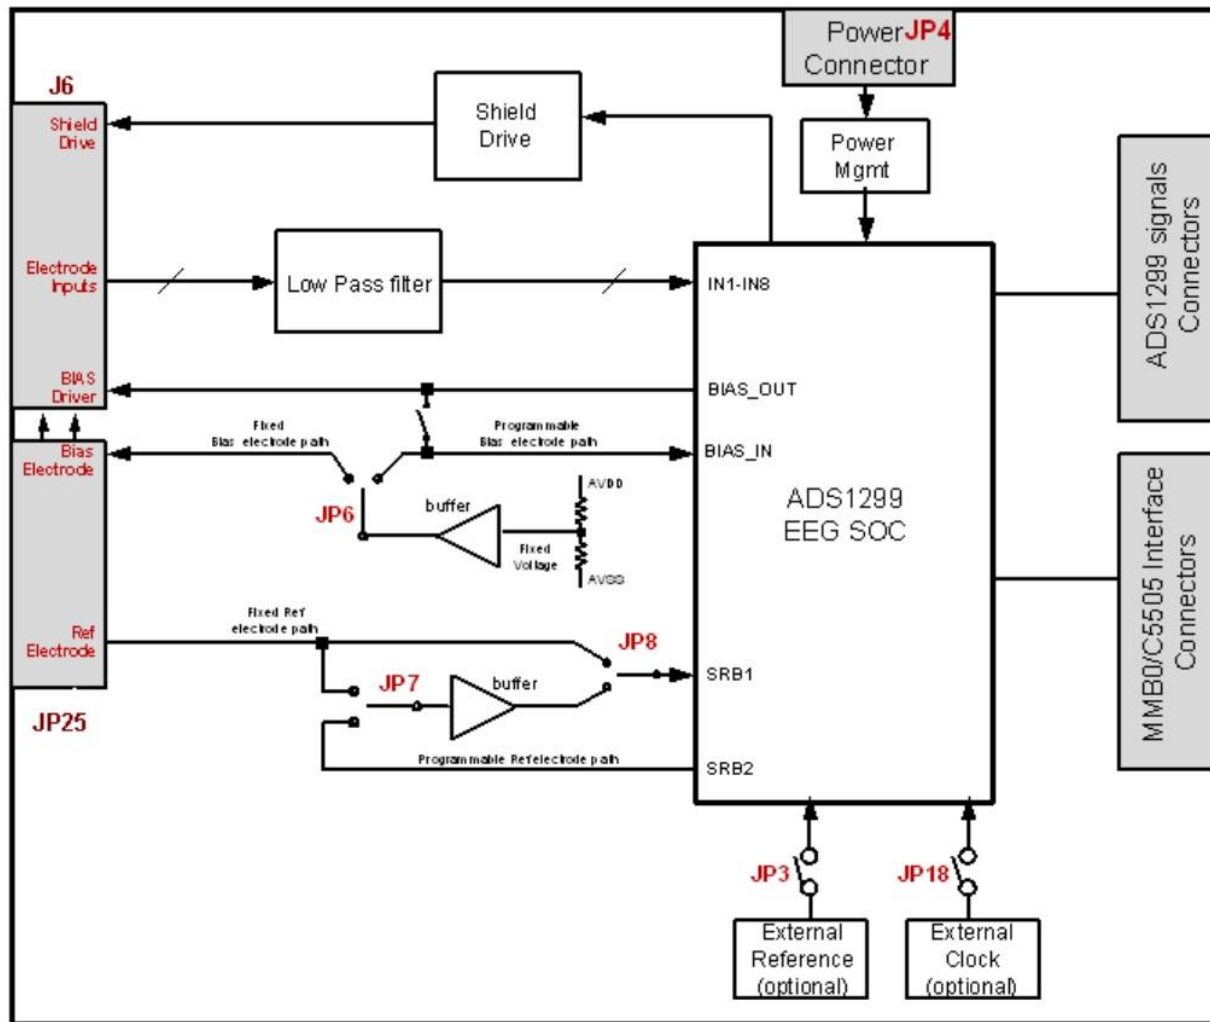 Power JP4
Connector
J6
Shield
Drive
Shield
Drive
Power
Mgmt
ADS1299 signals
Connectors
Electrode
Inputs
Low Pass filter
IN1-IN8
BIAS
Driver
BIAS_OUT
Fixed
Bias electrode path
Programmable
Bias electrode path
Bias
Electrode
BIAS_IN
ADS1299
EEG SOC
MMB0/C5505 Interface
Connectors
JP6
buffer
AVDD
Fixed
Voltage
AVSS
Fixed Ref
electrode path
Ref
Electrode
JP8
JP7
buffer
SRB1
JP25
Programmable Ref electrode path
SRB2
JP3
JP18
External
Reference
(optional)
External
Clock
(optional)